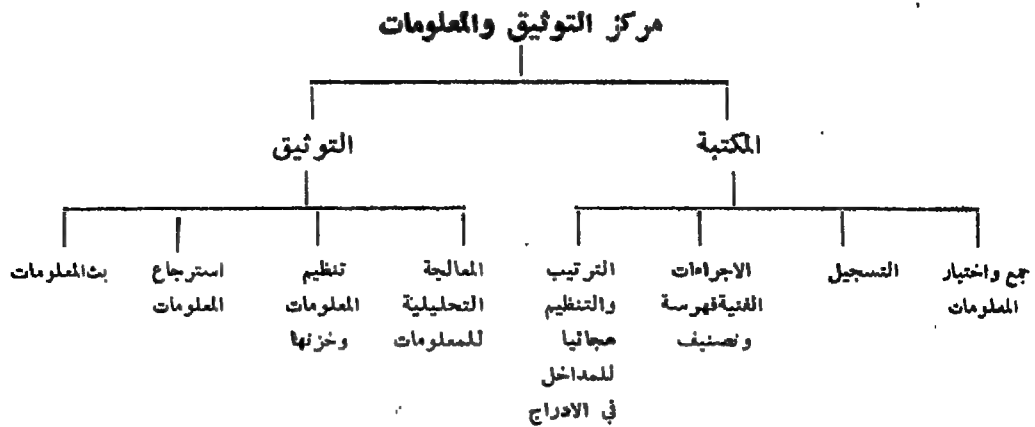 مركز التوثيق والمعلومات
المكتبة
التوثيق
جمع واختبار
المعلومات
التسجيل
الاجراءات
الفنية فهرسة
وتصنيف
الترتيب
والتنظيم
هجائيا
للمداخل
في الادراج
المعالجة
التحليلية
للمعلومات
تنظيم
المعلومات
وخزنها
استرجاع
المعلومات
بث المعلومات